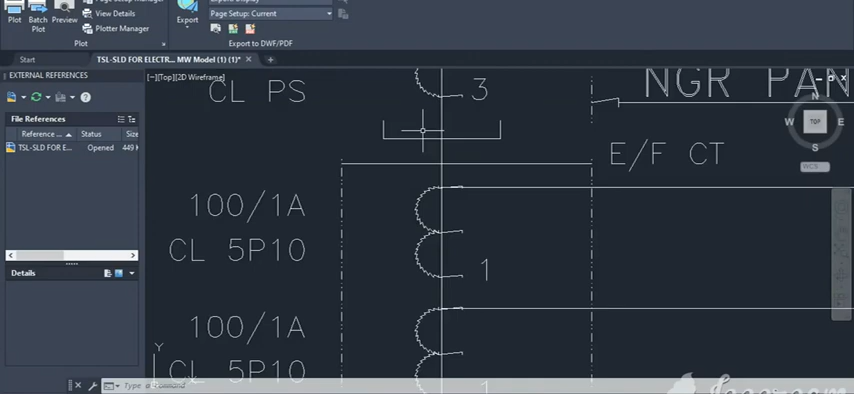 Plot
Batch Plot
Preview
View Details
Plotter Manager
Export
Page Setup: Current
Plot
Export to DWF/PDF
Start
TSL-SLD FOR ELECTR... MW Model (1) (1)*
EXTERNAL REFERENCES
[−][Top][2D Wireframe]
File References
Reference ...
Status
Size
TSL-SLD FOR E...
Opened
449 K
Details
CL PS
3
NGR PAN
N
W
TOP
E
S
WCS
E/F CT
100/1A
CL 5P10
1
100/1A
CL 5P10
1
Y
Type a command